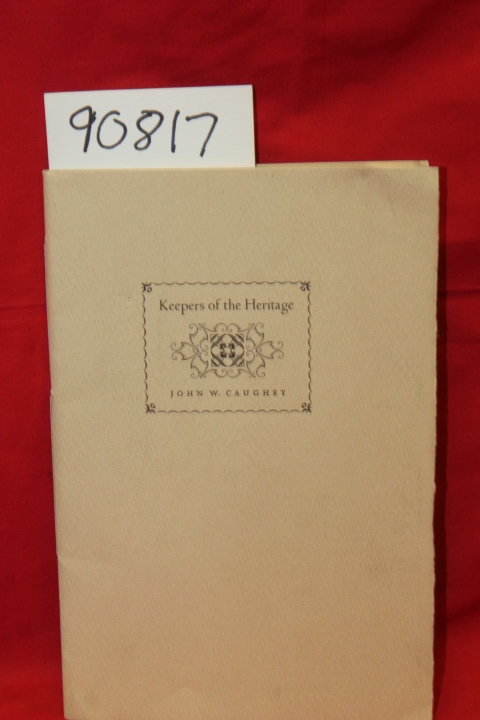 90817
Keepers of the Heritage
JOHN W. CAUGHEY